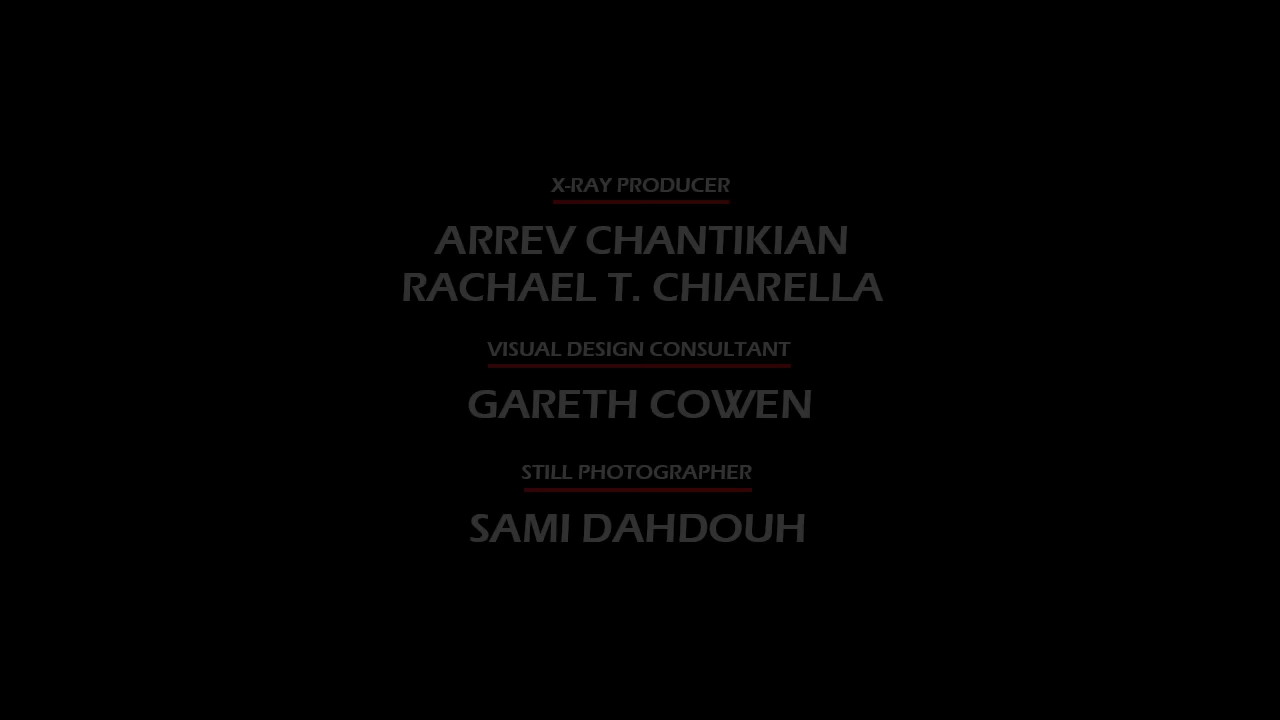 X-RAY PRODUCER
ARREV CHANTIKIAN
RACHAEL T. CHIARELLA
VISUAL DESIGN CONSULTANT
GARETH COWEN
STILL PHOTOGRAPHER
SAMI DAHDOUH